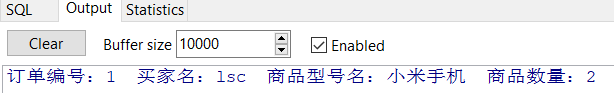 SQL Output Statistics
Clear Buffer size 10000 Enabled
订单编号：1 买家名：lsc 商品型号名：小米手机 商品数量：2